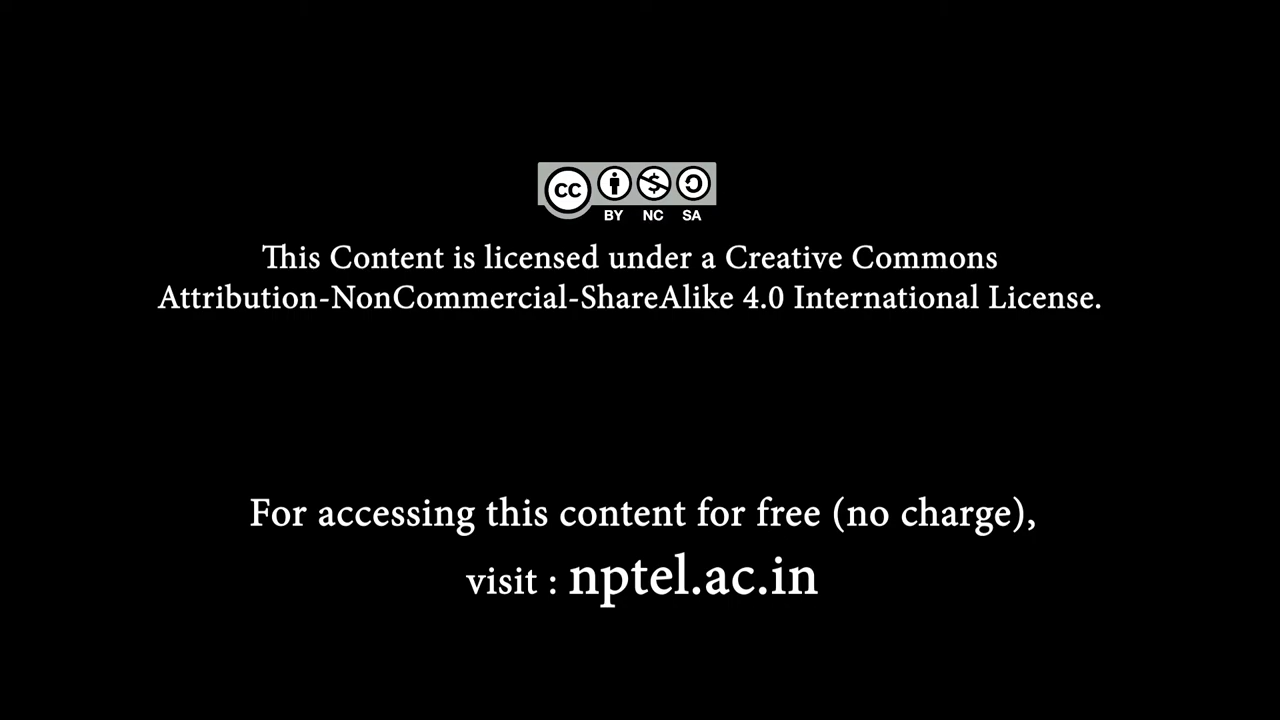 cc
BY NC SA
This Content is licensed under a Creative Commons
Attribution-NonCommercial-ShareAlike 4.0 International License.
For accessing this content for free (no charge),
visit : nptel.ac.in